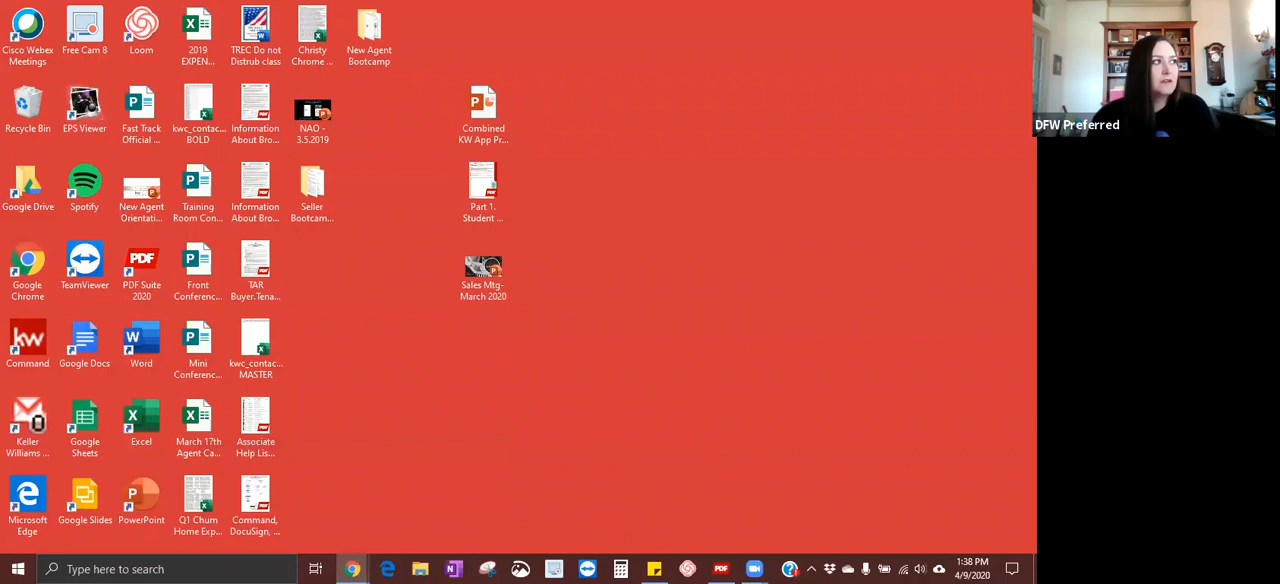 Cisco Webex
Meetings
Free Cam 8
Loom
2019
EXPEN...
TREC Do not
Distrub class
Christy
Chrome ...
New Agent
Bootcamp
Recycle Bin
EPS Viewer
Fast Track
Official ...
kwc_contac...
BOLD
Information
About Bro...
NAO -
3.5.2019
Combined
KW App Pr...
Google Drive
Spotify
New Agent
Orientati...
Training
Room Con...
Information
About Bro...
Seller
Bootcam...
Part 1.
Student ...
Google
Chrome
TeamViewer
PDF Suite
2020
Front
Conferenc...
TAR
Buyer.Tena...
Sales Mtg-
March 2020
Command
Google Docs
Word
Mini
Conferenc...
kwc_contac...
MASTER
Keller
Williams ...
Google
Sheets
Excel
March 17th
Agent Ca...
Associate
Help Lis...
Microsoft
Edge
Google Slides
PowerPoint
Q1 Chum
Home Exp...
Command,
DocuSign, ...
DFW Preferred
Type here to search
1:38 PM
4/9/2020
kw
PDF
PDF